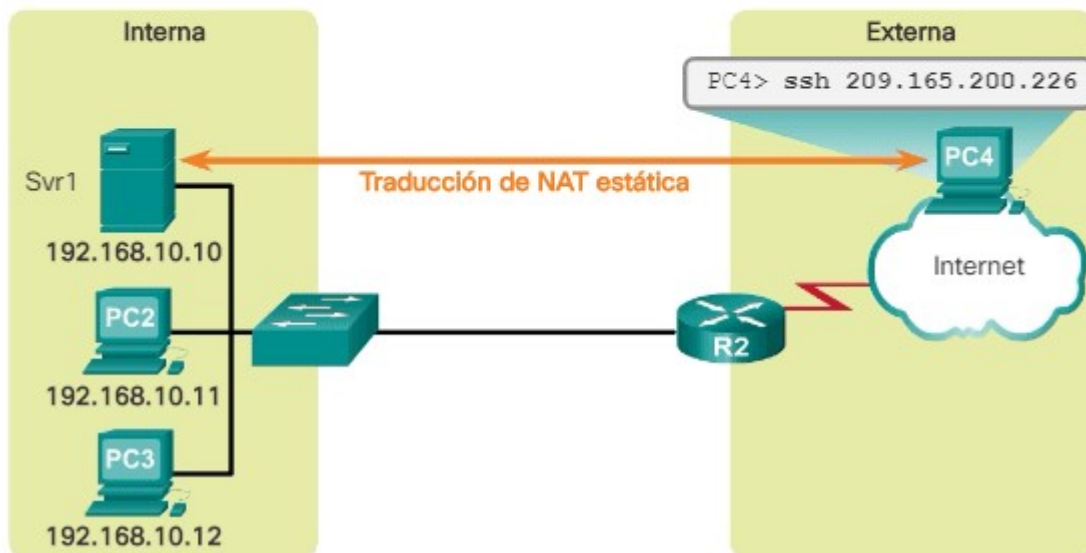 Interna
Externa
PC4> ssh 209.165.200.226
PC4
Svr1
Traducción de NAT estática
192.168.10.10
Internet
PC2
R2
192.168.10.11
PC3
192.168.10.12